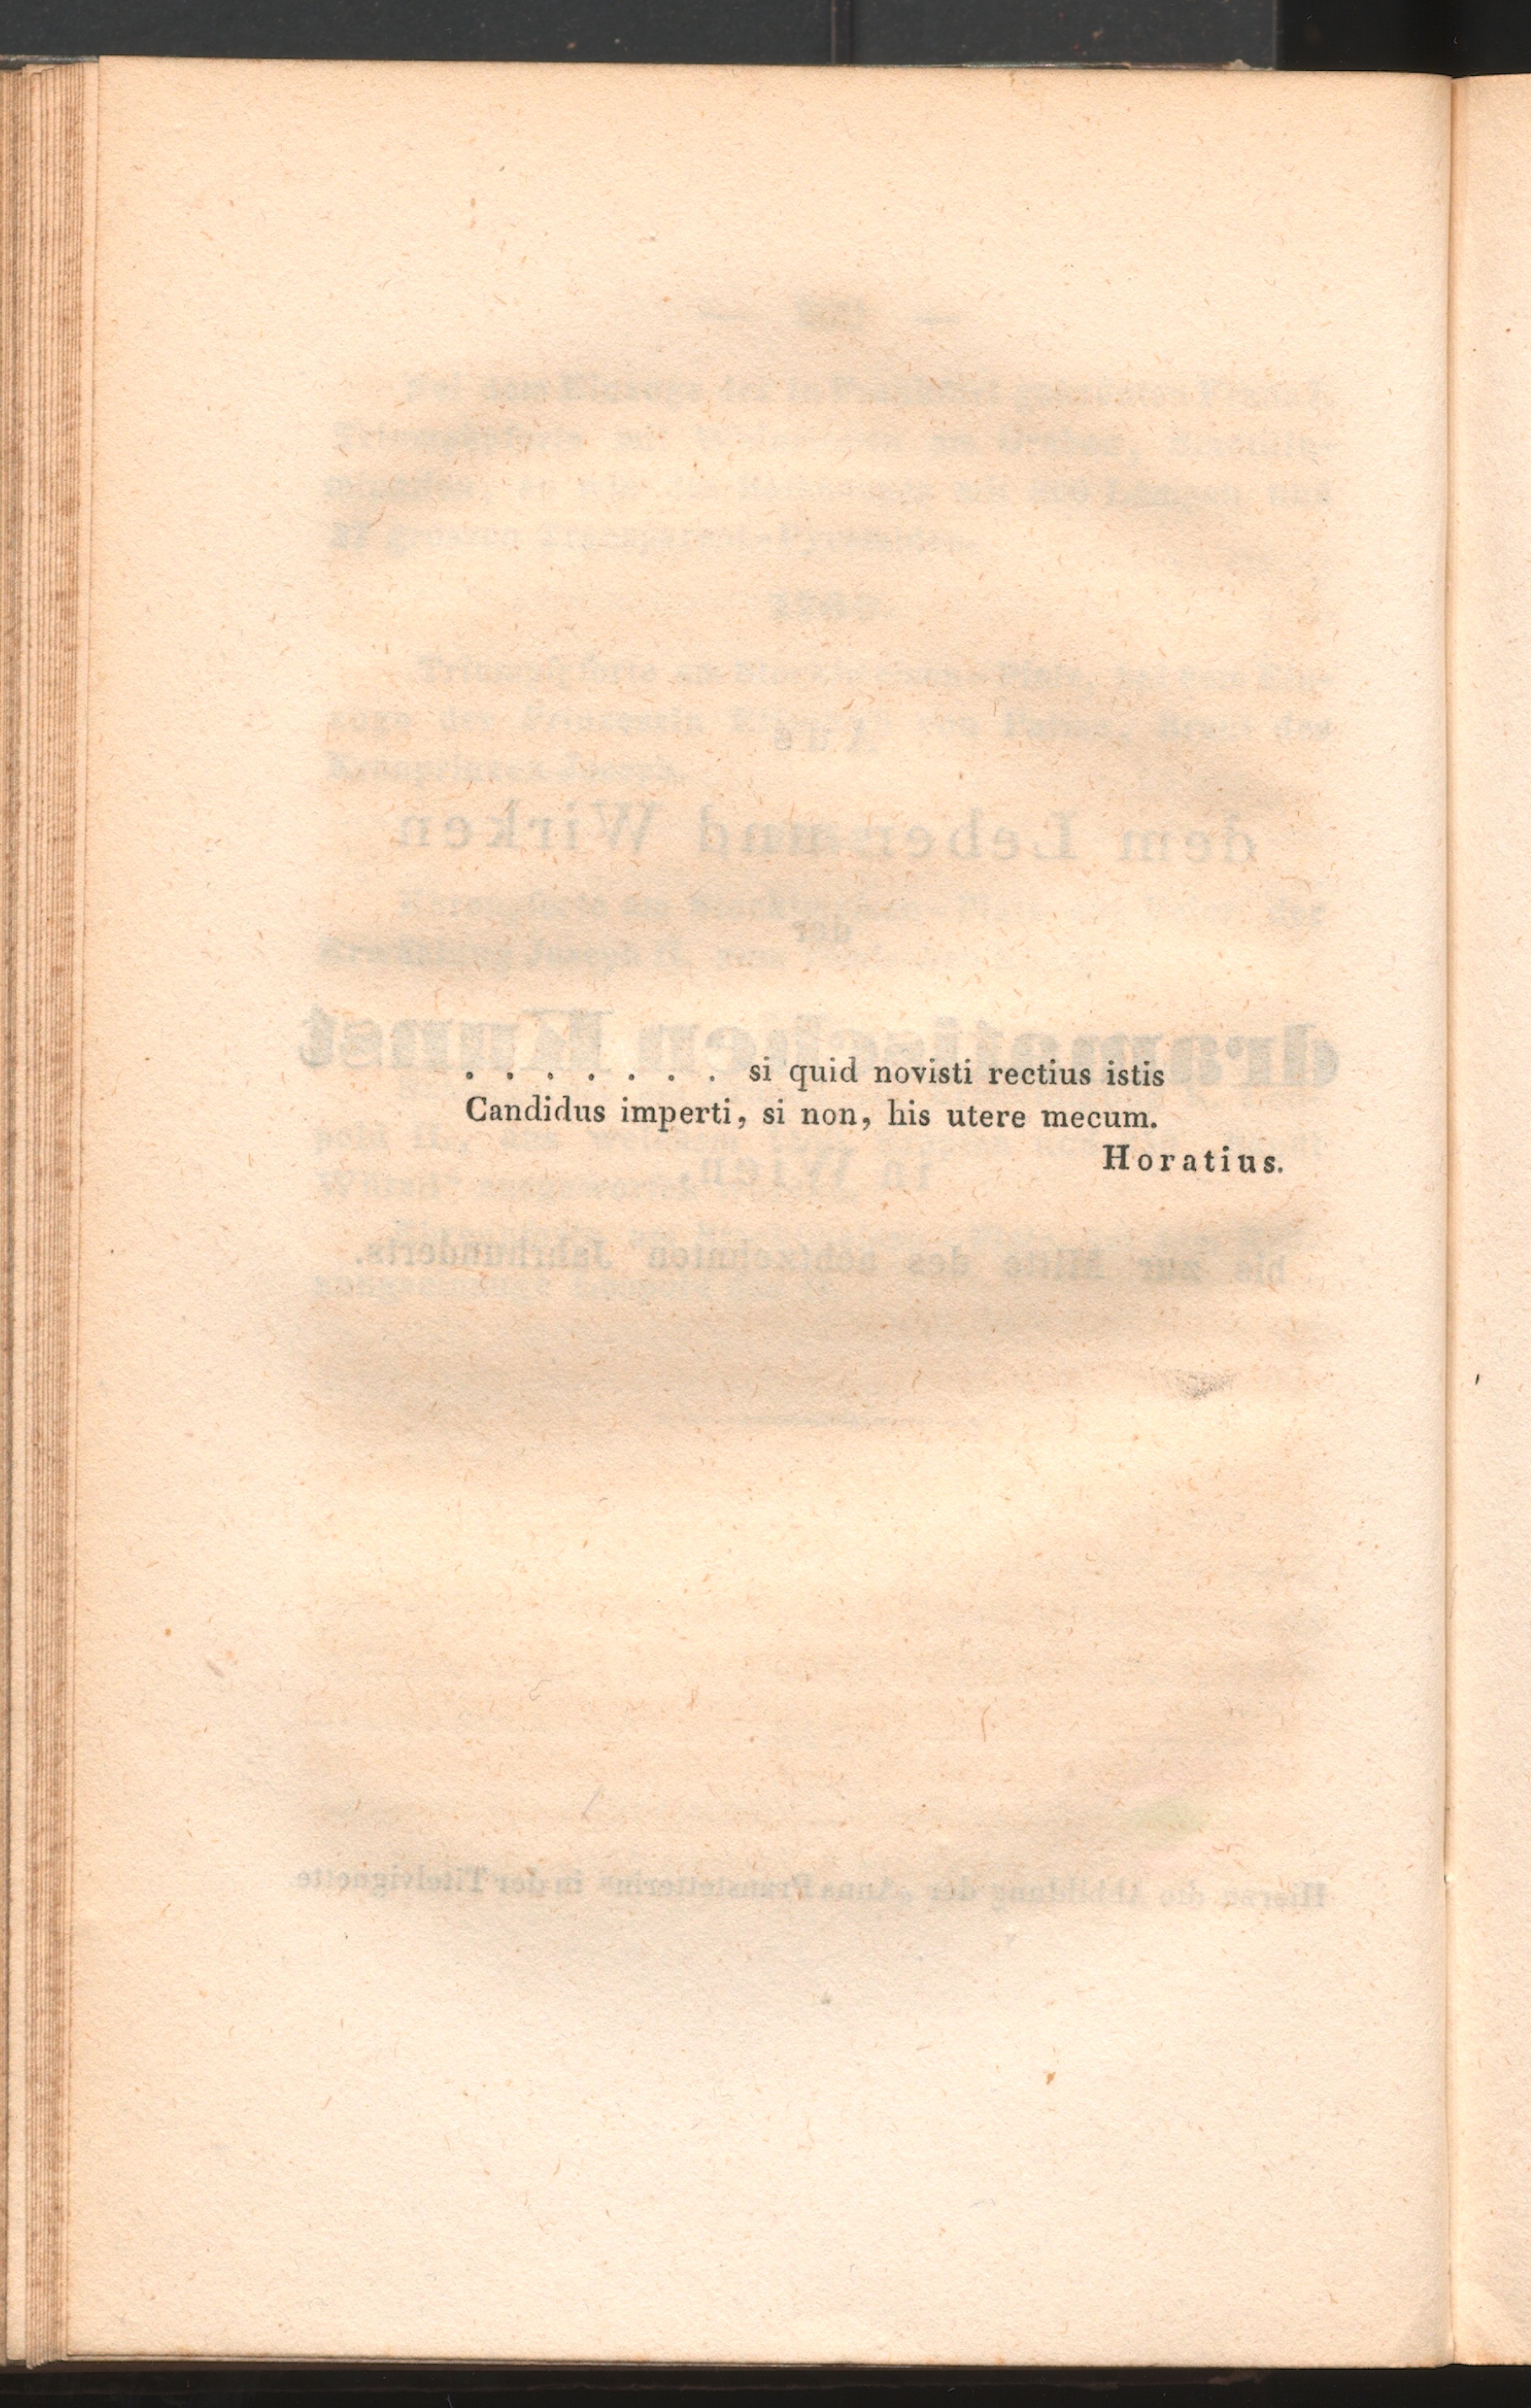 . . . . . . . si quid novisti rectius istis
Candidus imperti, si non, his utere mecum.
Horatius.